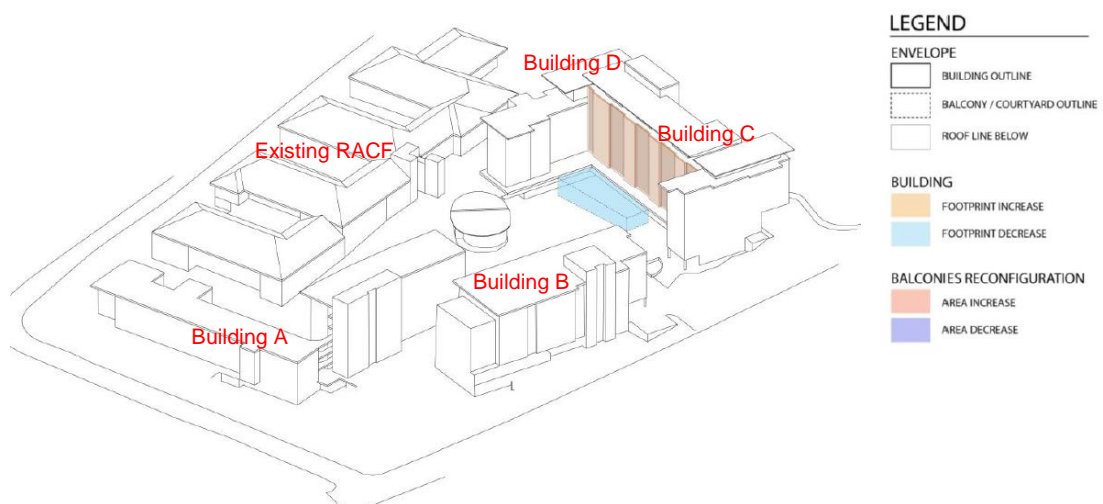 Building D
Building C
Existing RACF
Building B
Building A
LEGEND
ENVELOPE
BUILDING OUTLINE
BALCONY / COURTYARD OUTLINE
ROOF LINE BELOW
BUILDING
FOOTPRINT INCREASE
FOOTPRINT DECREASE
BALCONIES RECONFIGURATION
AREA INCREASE
AREA DECREASE